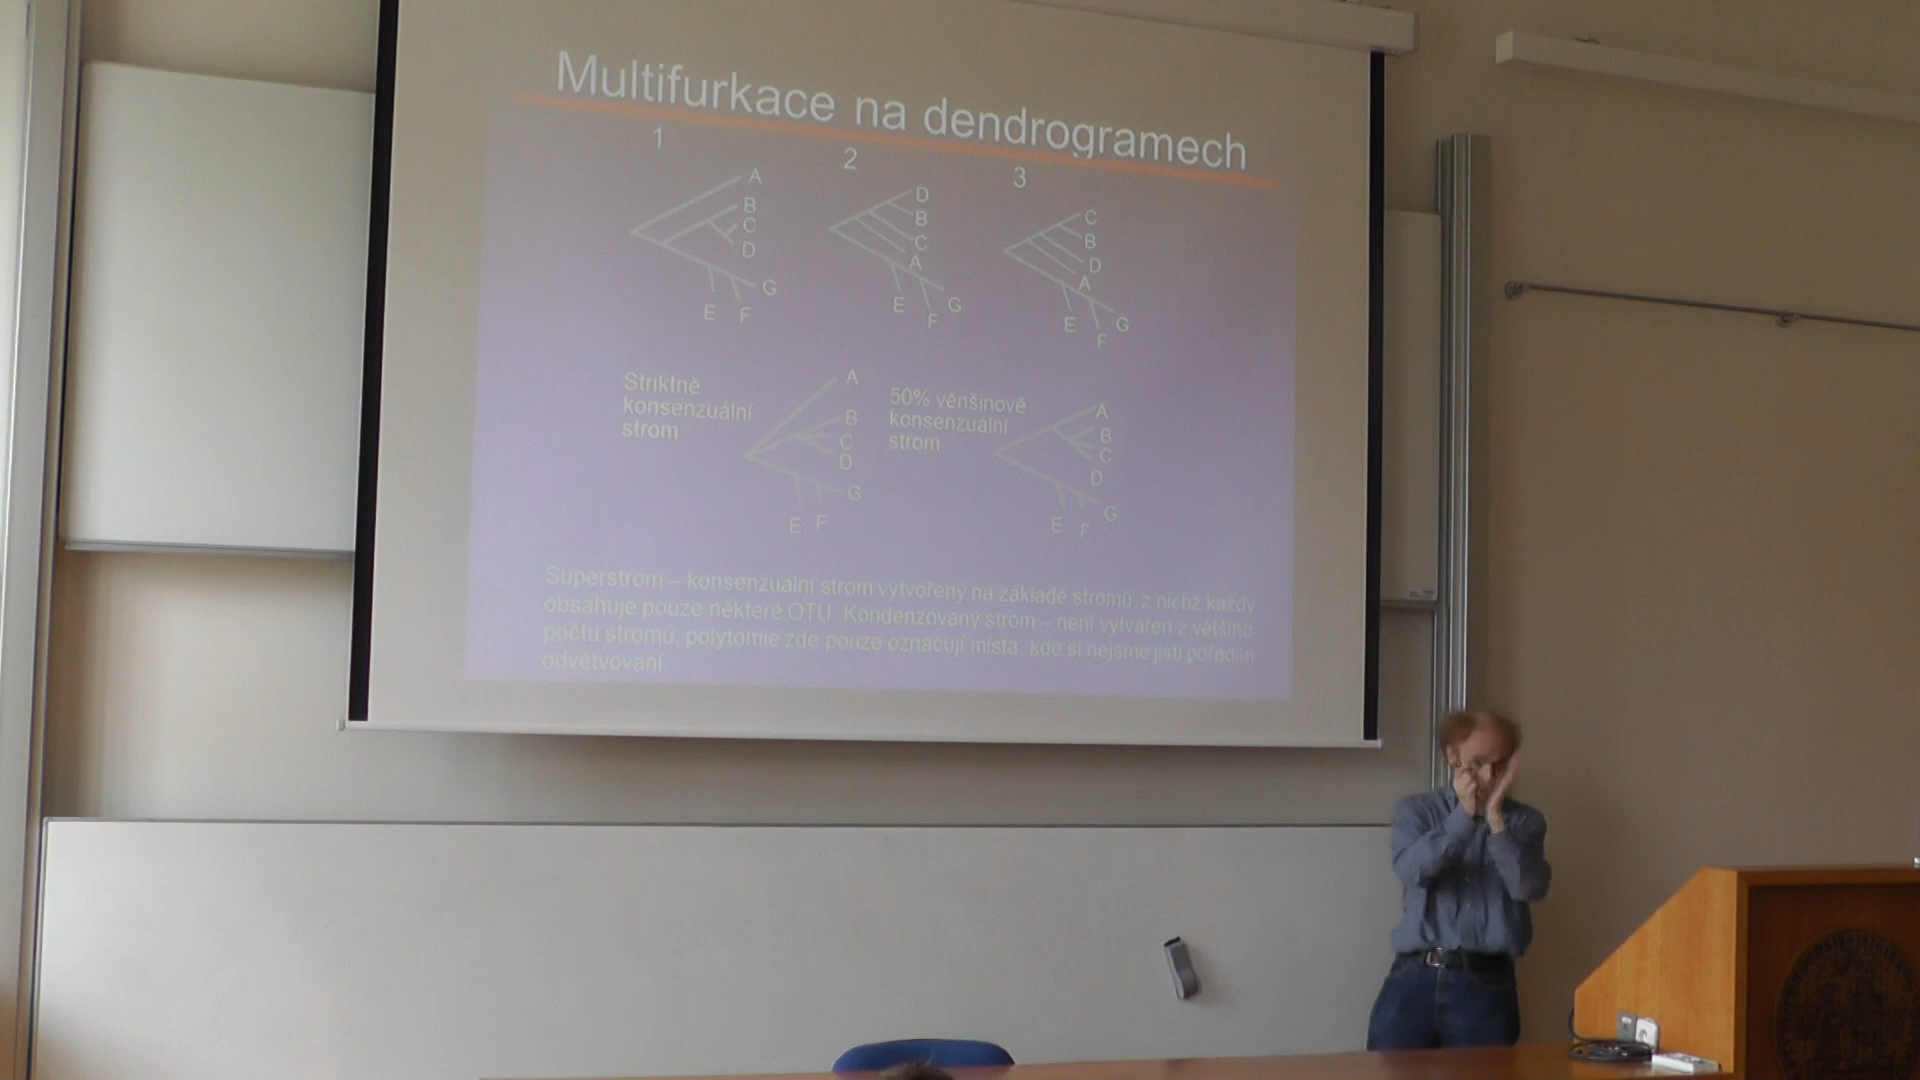 Multifurkace na dendrogramech
1
2
3
A
B
C
D
G
E F
D
B
C
A
E
G
F
C
B
D
A
E
G
F
Striktně
konsenzuální
strom
A
B
C
D
G
E F
50% věnšinově
konsenzuální
strom
A
B
C
D
G
E F
Superstrom – konsenzuální strom vytvořený na základě stromů, z nichž každý
obsahuje pouze některé OTU. Kondenzovaný strom – není vytvářen z většího
počtu stromů, polytomie zde pouze označují místa, kde si nejsme jisti pořadím
odvětvování